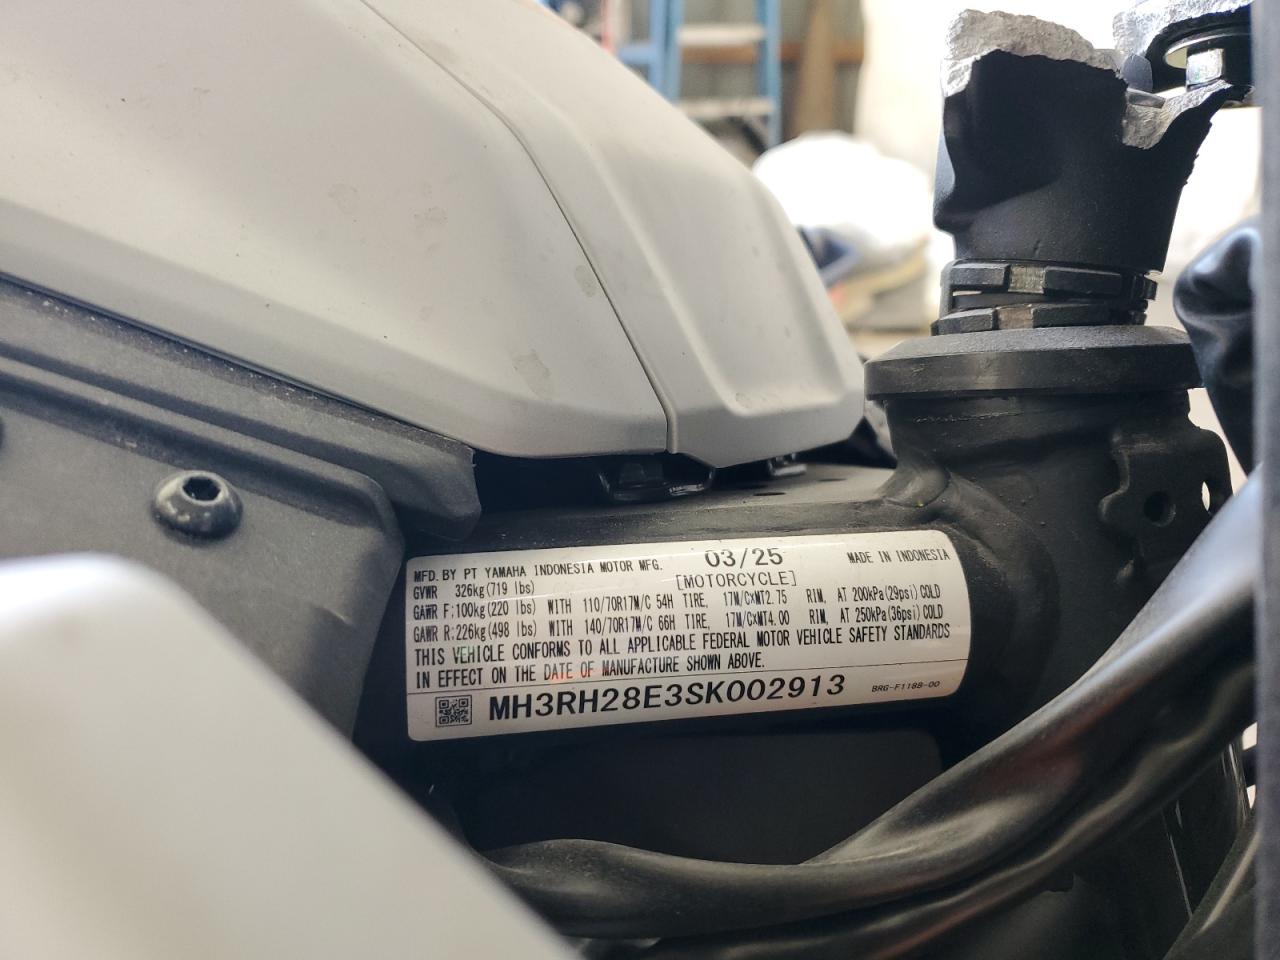 MFD. BY PT YAMAHA INDONESIA MOTOR MFG. 03/25 MADE IN INDONESIA
GVWR 326kg(719 lbs) [MOTORCYCLE]
GAWR F:100kg(220 lbs) WITH 110/70R17M/C 54H TIRE, 17M/C×MT2.75 RIM, AT 200kPa(29psi)COLD
GAWR R:226kg(498 lbs) WITH 140/70R17M/C 66H TIRE, 17M/C×MT4.00 RIM, AT 250kPa(36psi)COLD
THIS VEHICLE CONFORMS TO ALL APPLICABLE FEDERAL MOTOR VEHICLE SAFETY STANDARDS
IN EFFECT ON THE DATE OF MANUFACTURE SHOWN ABOVE.
MH3RH28E3SK002913 BRG-F118B-00